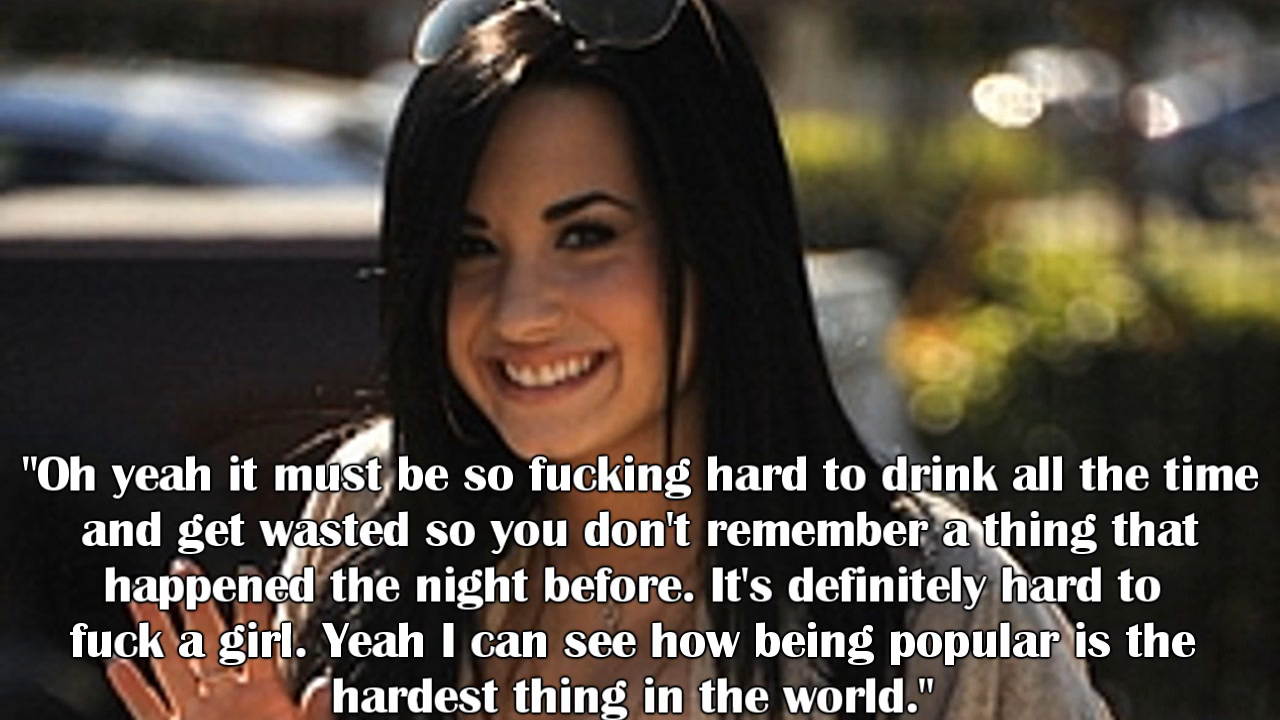 "Oh yeah it must be so fucking hard to drink all the time
and get wasted so you don't remember a thing that
happened the night before. It's definitely hard to
fuck a girl. Yeah I can see how being popular is the
hardest thing in the world."